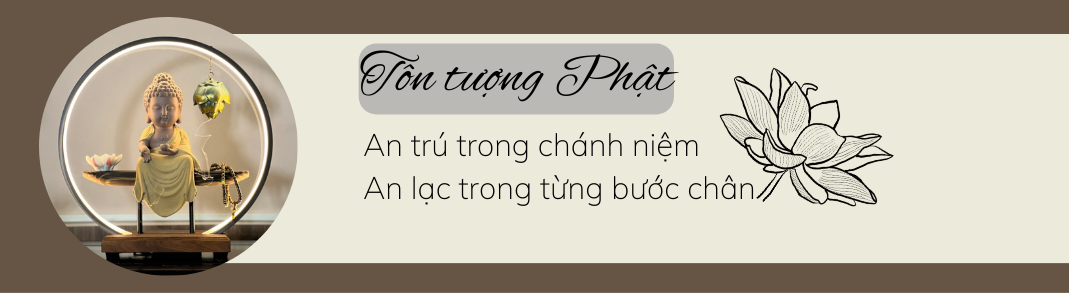 Tôn tượng Phật
An trú trong chánh niệm
An lạc trong từng bước chân.